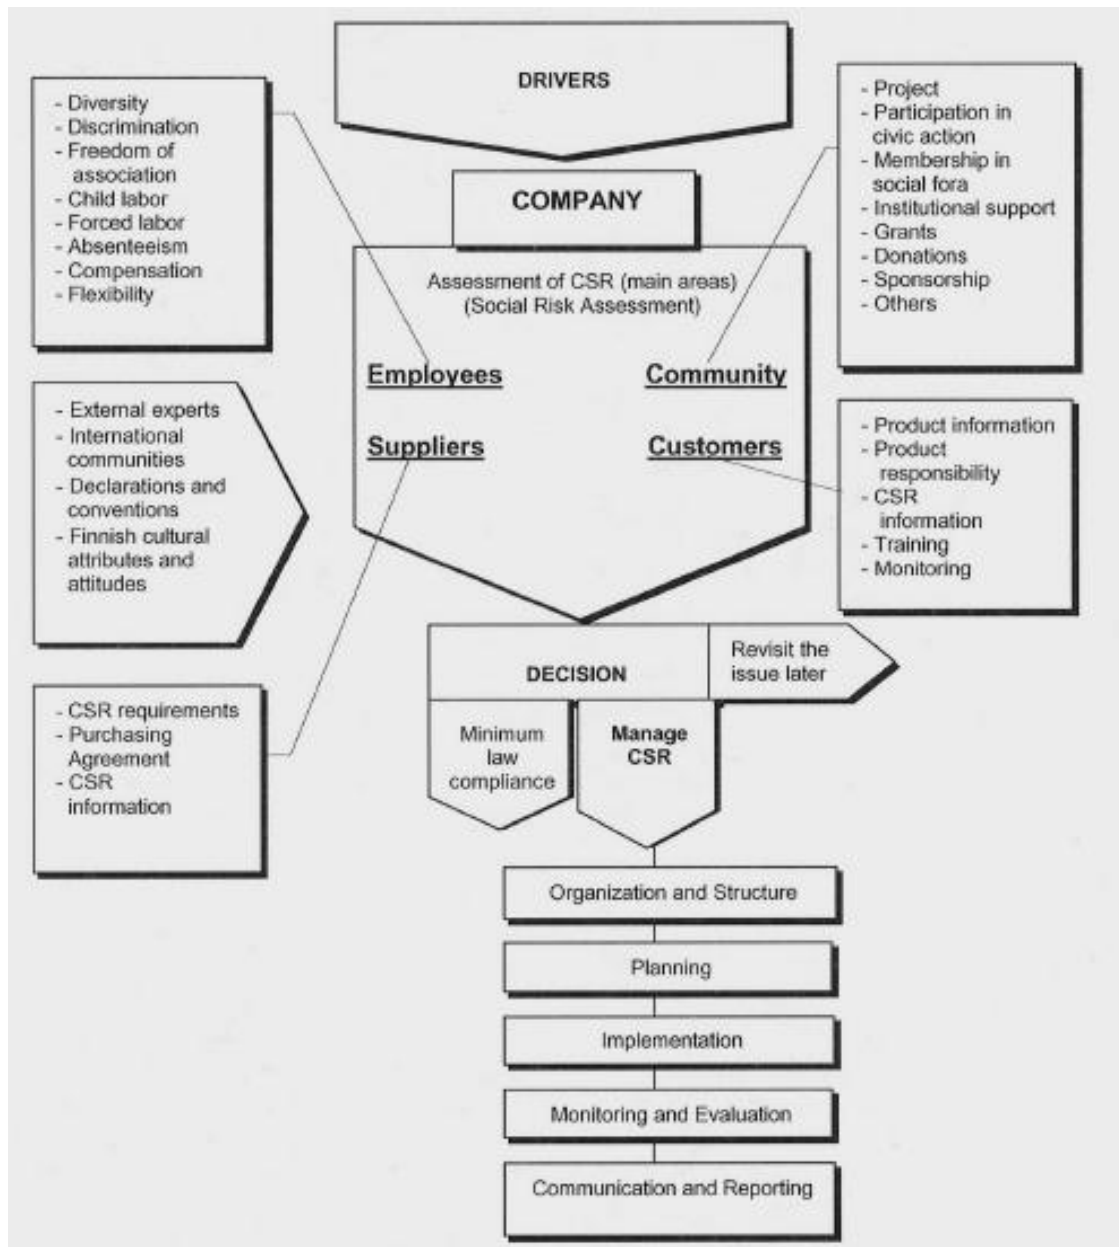 DRIVERS
COMPANY
Assessment of CSR (main areas)
(Social Risk Assessment)
Employees
Community
Suppliers
Customers
- Diversity
- Discrimination
- Freedom of
association
- Child labor
- Forced labor
- Absenteeism
- Compensation
- Flexibility
- External experts
- International
communities
- Declarations and
conventions
- Finnish cultural
attributes and
attitudes
- CSR requirements
- Purchasing
Agreement
- CSR
information
- Project
- Participation in
civic action
- Membership in
social fora
- Institutional support
- Grants
- Donations
- Sponsorship
- Others
- Product information
- Product
responsibility
- CSR
information
- Training
- Monitoring
DECISION
Revisit the
issue later
Minimum
law
compliance
Manage
CSR
Organization and Structure
Planning
Implementation
Monitoring and Evaluation
Communication and Reporting